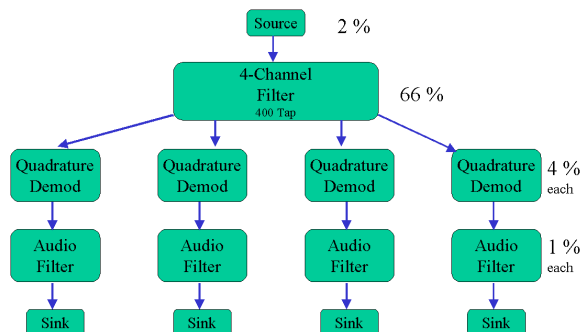 Source
2 %
4-Channel
Filter
400 Tap
66 %
Quadrature
Demod
Quadrature
Demod
Quadrature
Demod
Quadrature
Demod
4 %
each
Audio
Filter
Audio
Filter
Audio
Filter
Audio
Filter
1 %
each
Sink
Sink
Sink
Sink